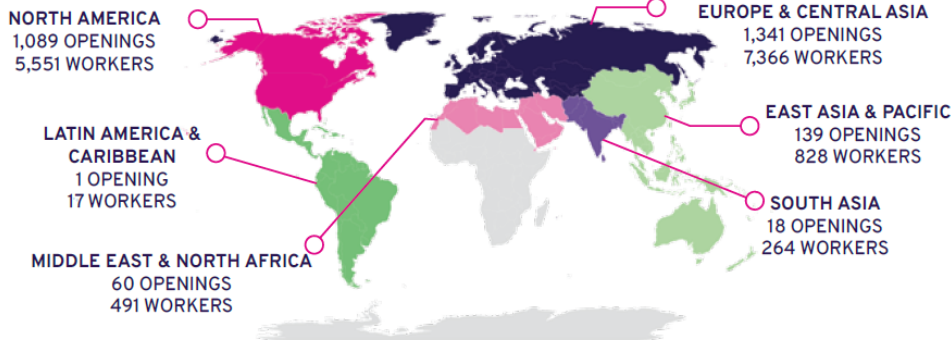 NORTH AMERICA
1,089 OPENINGS
5,551 WORKERS
EUROPE & CENTRAL ASIA
1,341 OPENINGS
7,366 WORKERS
LATIN AMERICA &
CARIBBEAN
1 OPENING
17 WORKERS
EAST ASIA & PACIFIC
139 OPENINGS
828 WORKERS
SOUTH ASIA
18 OPENINGS
264 WORKERS
MIDDLE EAST & NORTH AFRICA
60 OPENINGS
491 WORKERS